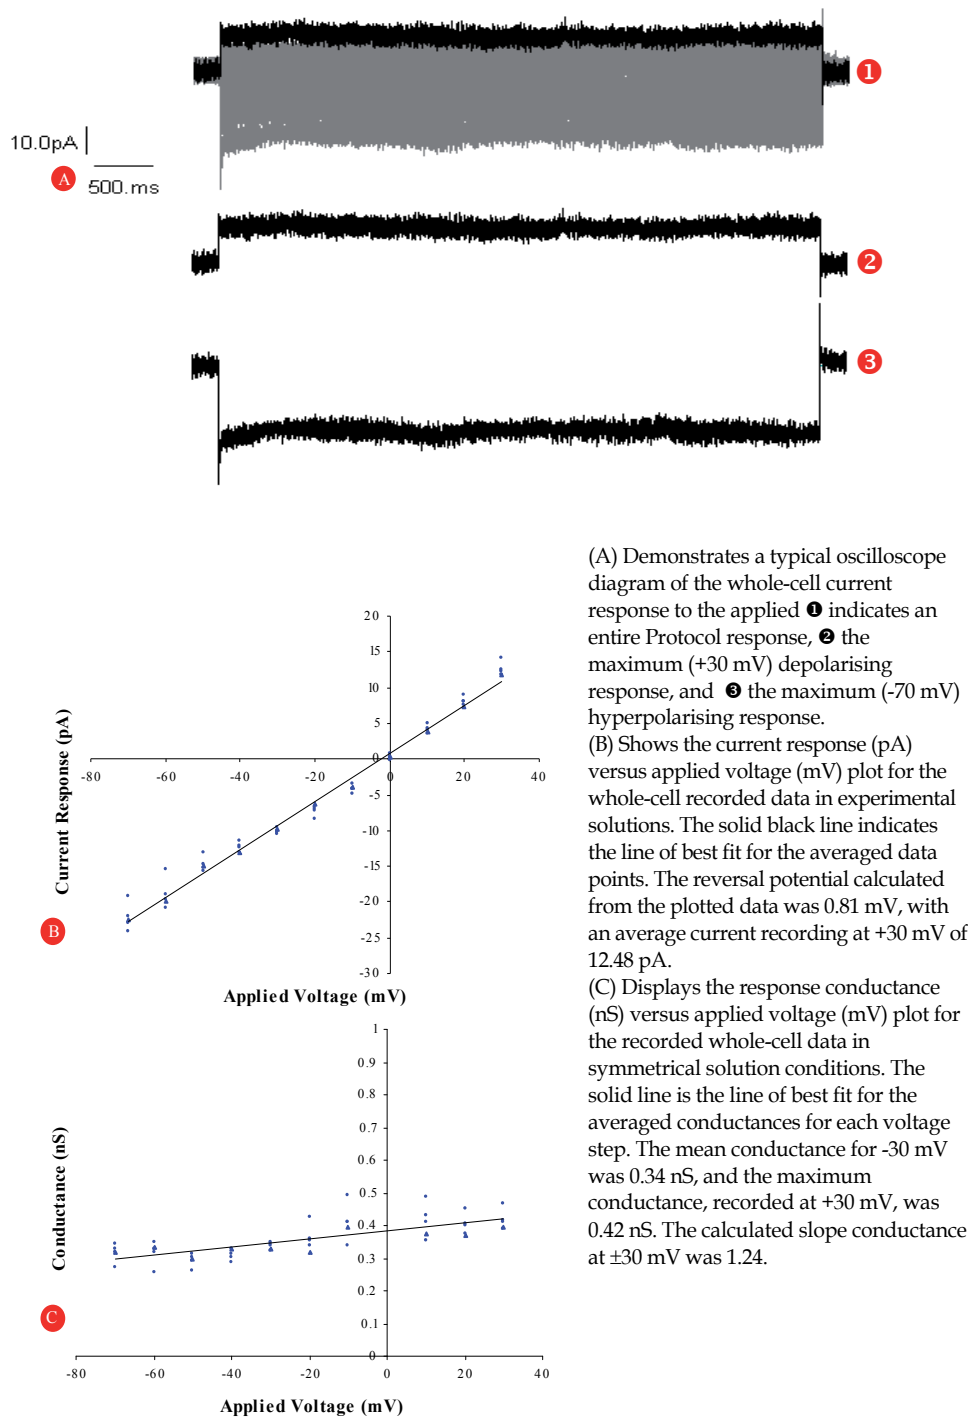 ❶
10.0pA
A
500.ms
❷
❸
(A) Demonstrates a typical oscilloscope
diagram of the whole-cell current
response to the applied ❶ indicates an
entire Protocol response, ❷ the
maximum (+30 mV) depolarising
response, and ❸ the maximum (-70 mV)
hyperpolarising response.
(B) Shows the current response (pA)
versus applied voltage (mV) plot for the
whole-cell recorded data in experimental
solutions. The solid black line indicates
the line of best fit for the averaged data
points. The reversal potential calculated
from the plotted data was 0.81 mV, with
an average current recording at +30 mV of
12.48 pA.
(C) Displays the response conductance
(nS) versus applied voltage (mV) plot for
the recorded whole-cell data in
symmetrical solution conditions. The
solid line is the line of best fit for the
averaged conductances for each voltage
step. The mean conductance for -30 mV
was 0.34 nS, and the maximum
conductance, recorded at +30 mV, was
0.42 nS. The calculated slope conductance
at ±30 mV was 1.24.
Current Response (pA)
20
15
10
5
0
-80 -60 -40 -20 0 20 40
-5
-10
-15
-20
-25
-30
B
Applied Voltage (mV)
Conductance (nS)
1
0.9
0.8
0.7
0.6
0.5
0.4
0.3
0.2
0.1
0
C
-80 -60 -40 -20 0 20 40
Applied Voltage (mV)